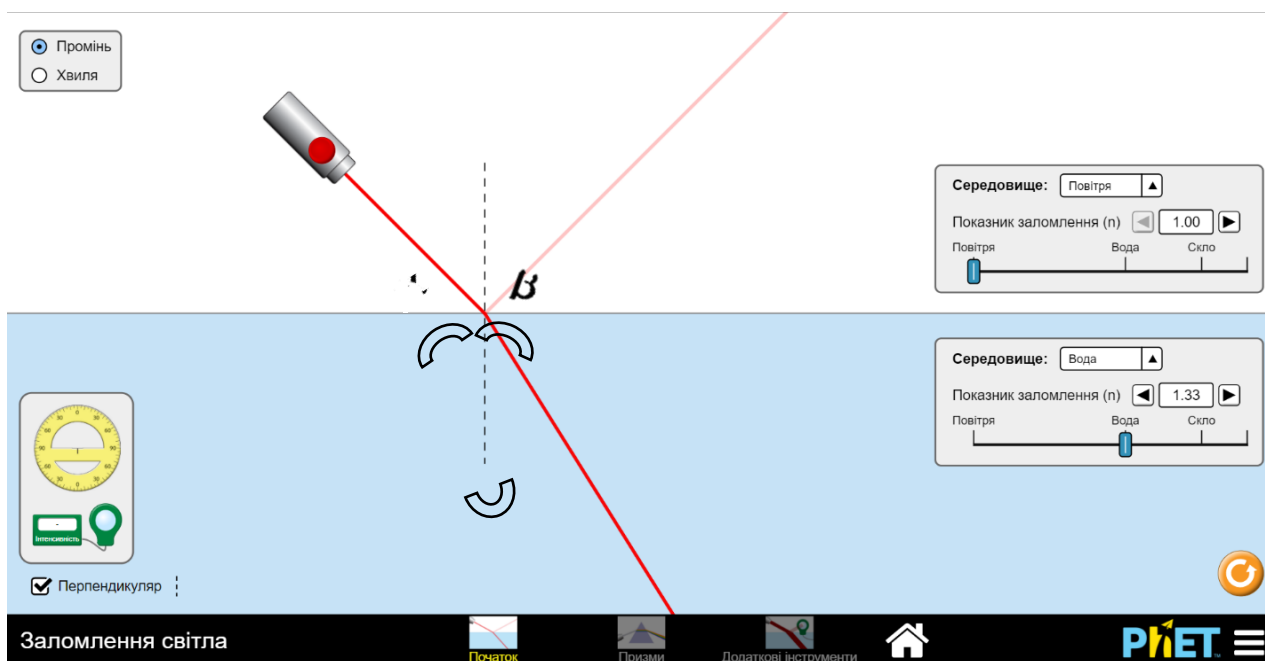 Промінь
Хвиля
β
Середовище: Повітря
Показник заломлення (n) 1.00
Повітря Вода Скло
Середовище: Вода
Показник заломлення (n) 1.33
Повітря Вода Скло
Інтенсивність
Перпендикуляр
Заломлення світла
Початок
Призми
Додаткові інструменти
PhET